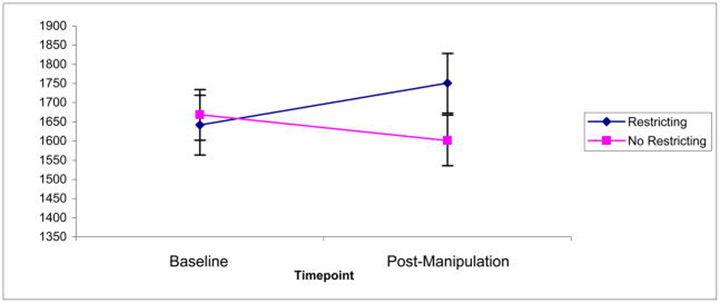 1900
1850
1800
1750
1700
1650
1600
1550
1500
1450
1400
1350
Baseline
Post-Manipulation
Timepoint
Restricting
No Restricting